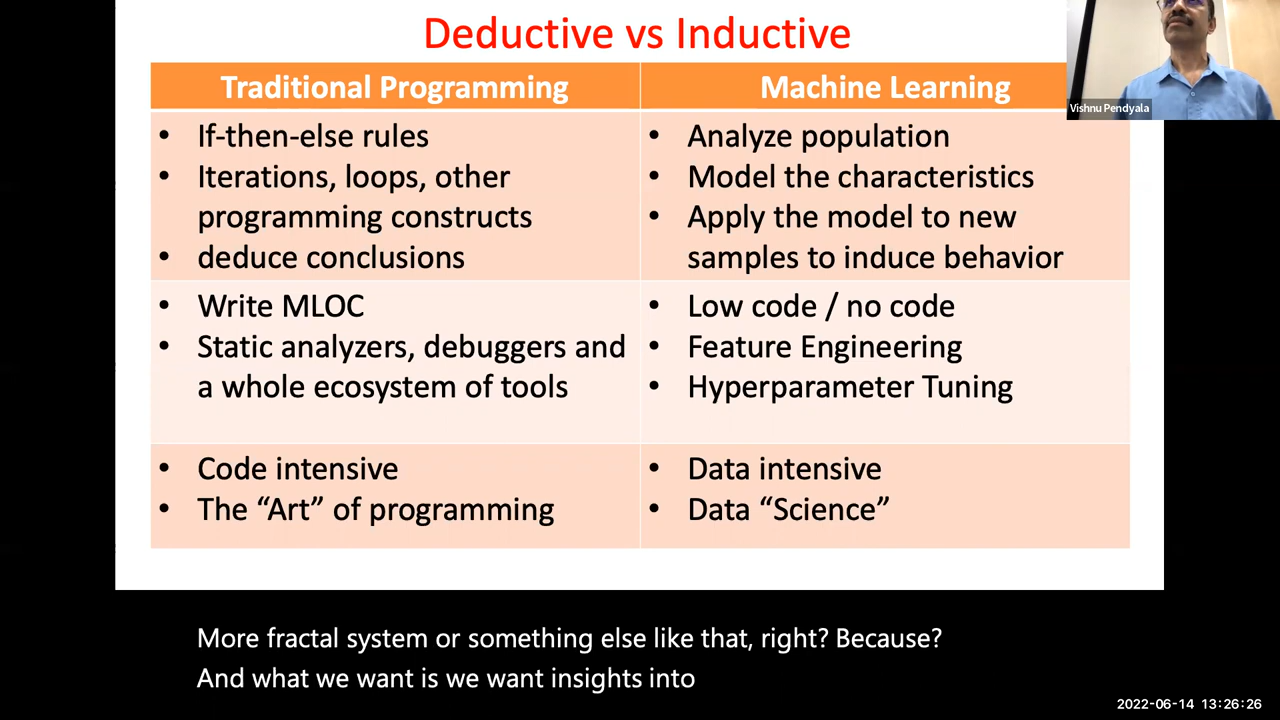 Deductive vs Inductive
Traditional Programming
Machine Learning
Vishnu Pendyala
• If-then-else rules
• Iterations, loops, other
programming constructs
• deduce conclusions
• Analyze population
• Model the characteristics
• Apply the model to new
samples to induce behavior
• Write MLOC
• Static analyzers, debuggers and
a whole ecosystem of tools
• Low code / no code
• Feature Engineering
• Hyperparameter Tuning
• Code intensive
• The “Art” of programming
• Data intensive
• Data “Science”
More fractal system or something else like that, right? Because?
And what we want is we want insights into
2022-06-14 13:26:26